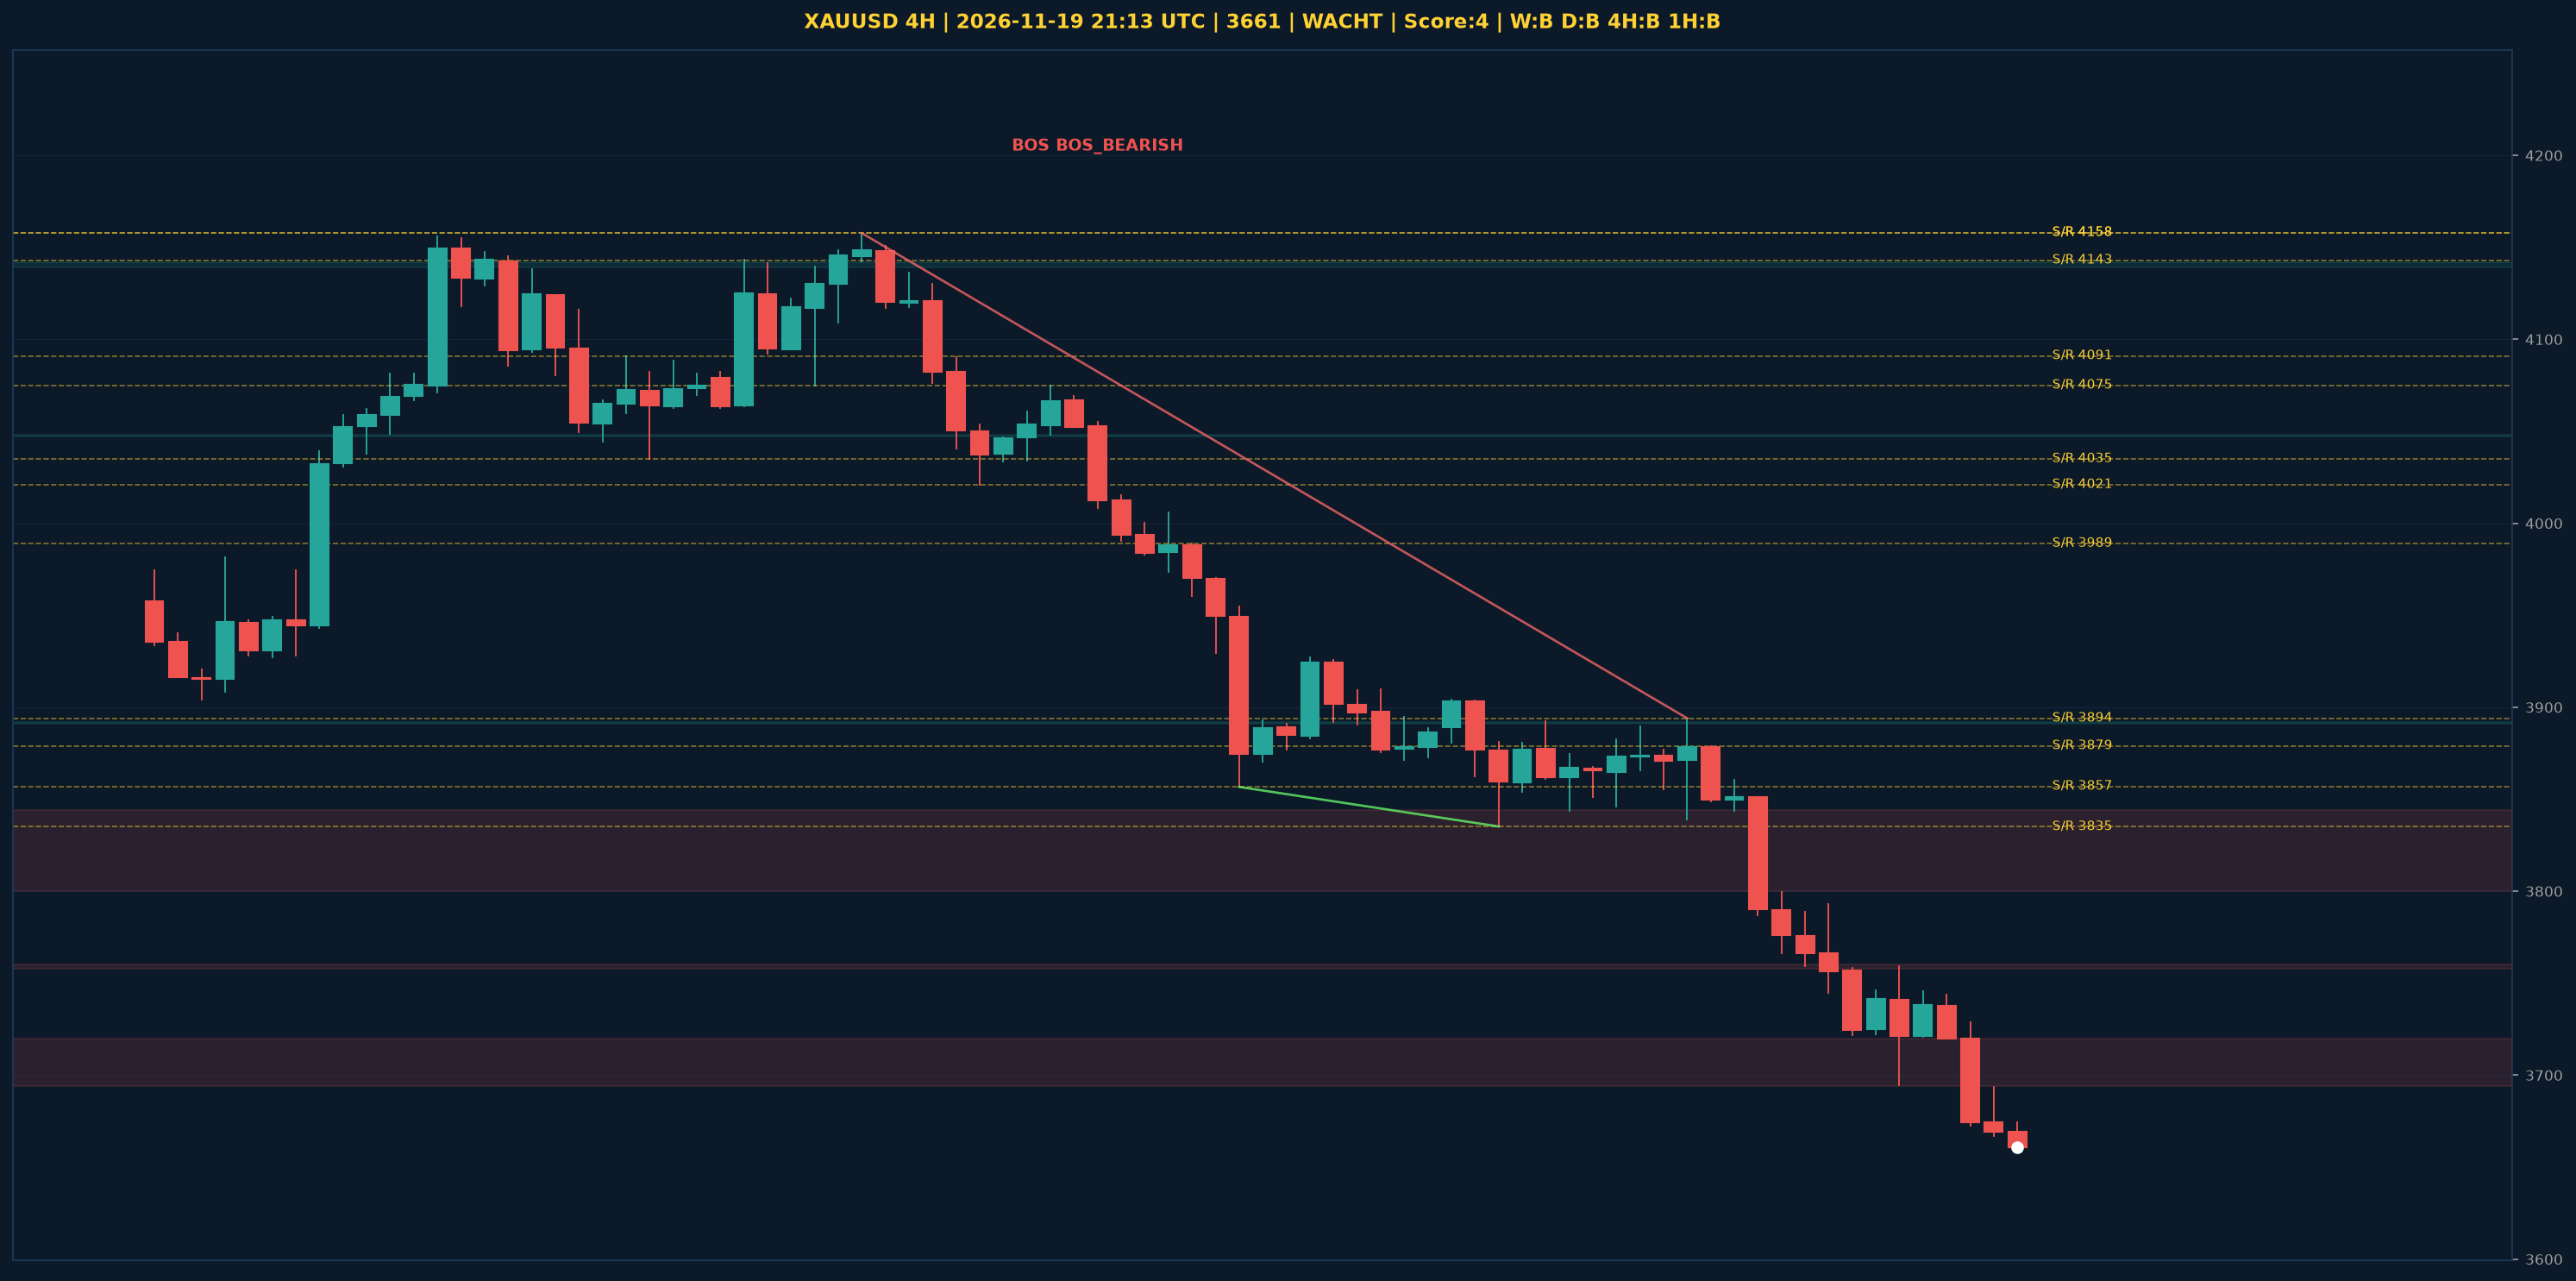 XAUUSD 4H | 2026-11-19 21:13 UTC | 3661 | WACHT | Score:4 | W:B D:B 4H:B 1H:B
BOS BOS_BEARISH
4200
S/R 4158
S/R 4143
S/R 4091
4100
S/R 4075
S/R 4035
S/R 4021
4000
S/R 3989
3900
S/R 3894
S/R 3879
S/R 3857
S/R 3835
3800
3700
3600